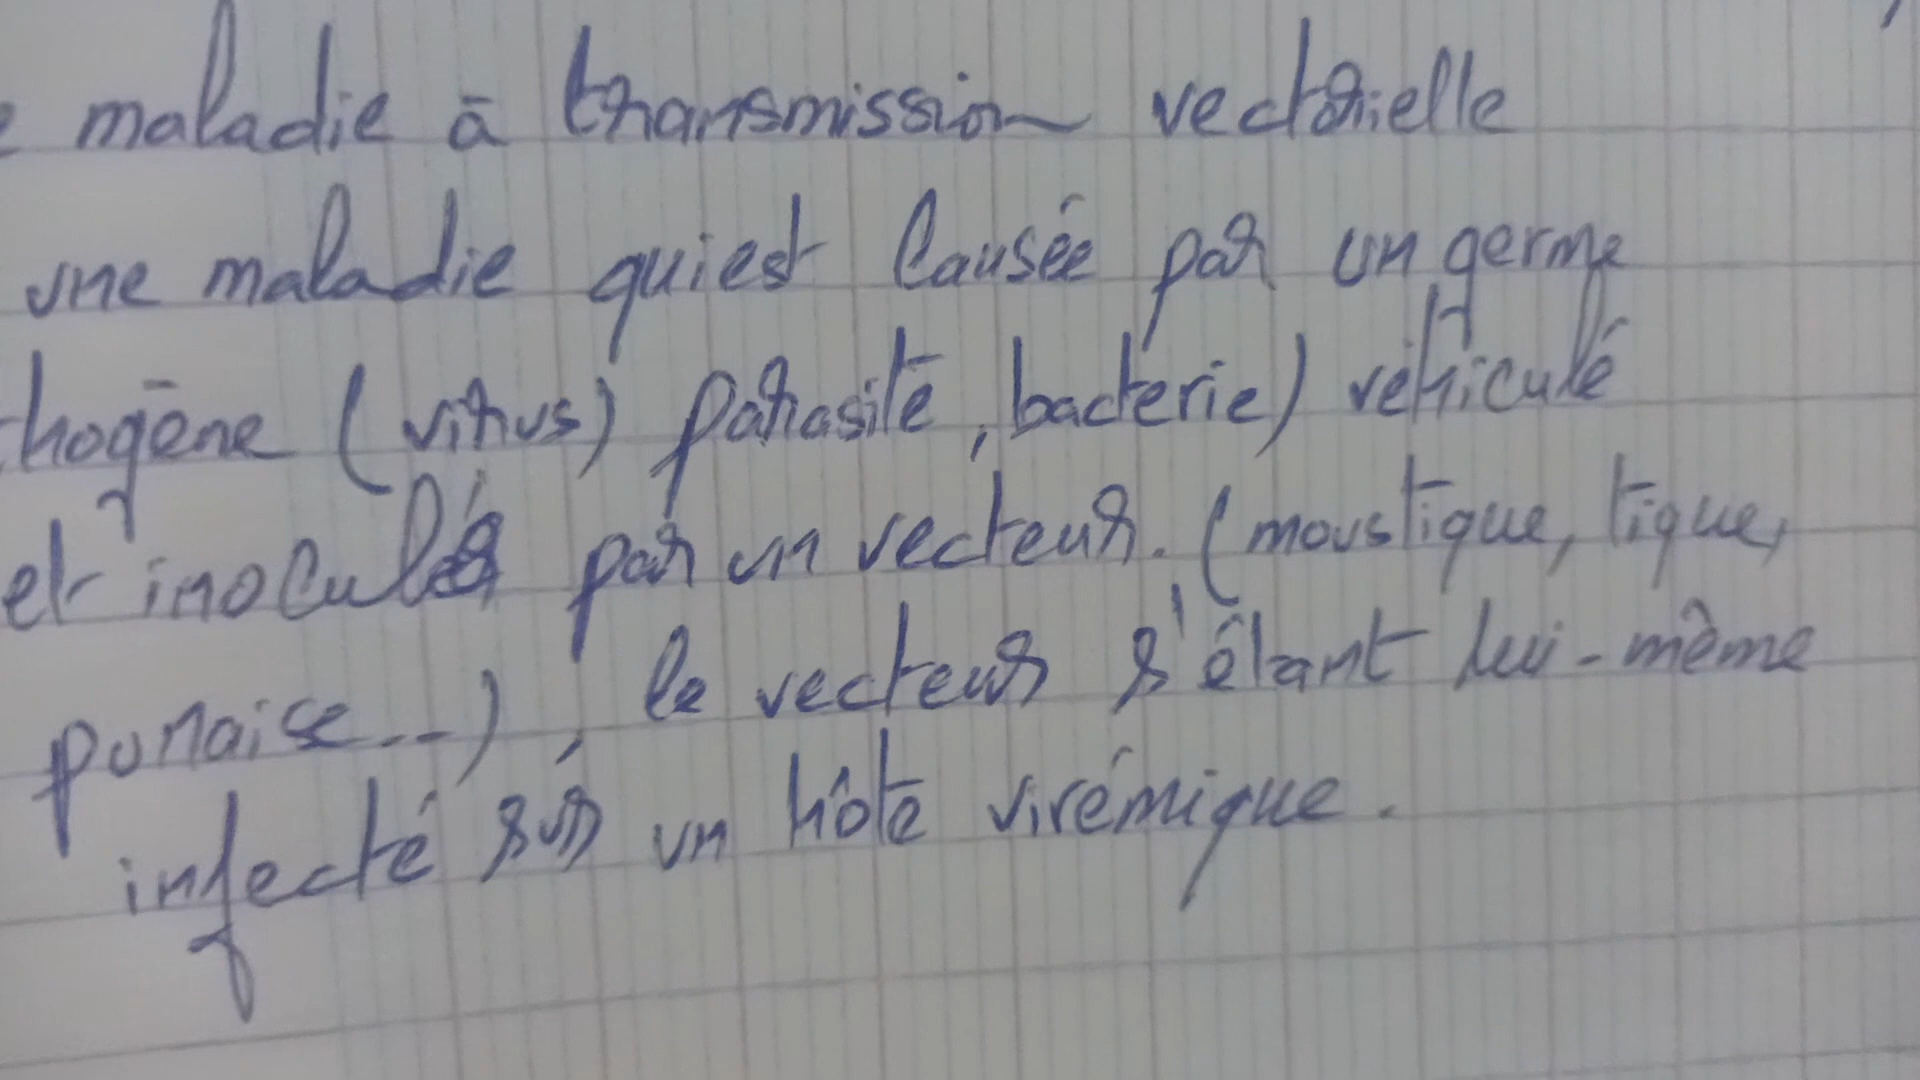 e maladie à transmission vectorielle
une maladie qui est causée par un germe
thogène (virus) parasite, bacterie) véhiculé
et inoculé par un vecteur. (moustique, tique,
punaise...), le vecteur s'étant lui-même
infecté sur un hôte virémique.